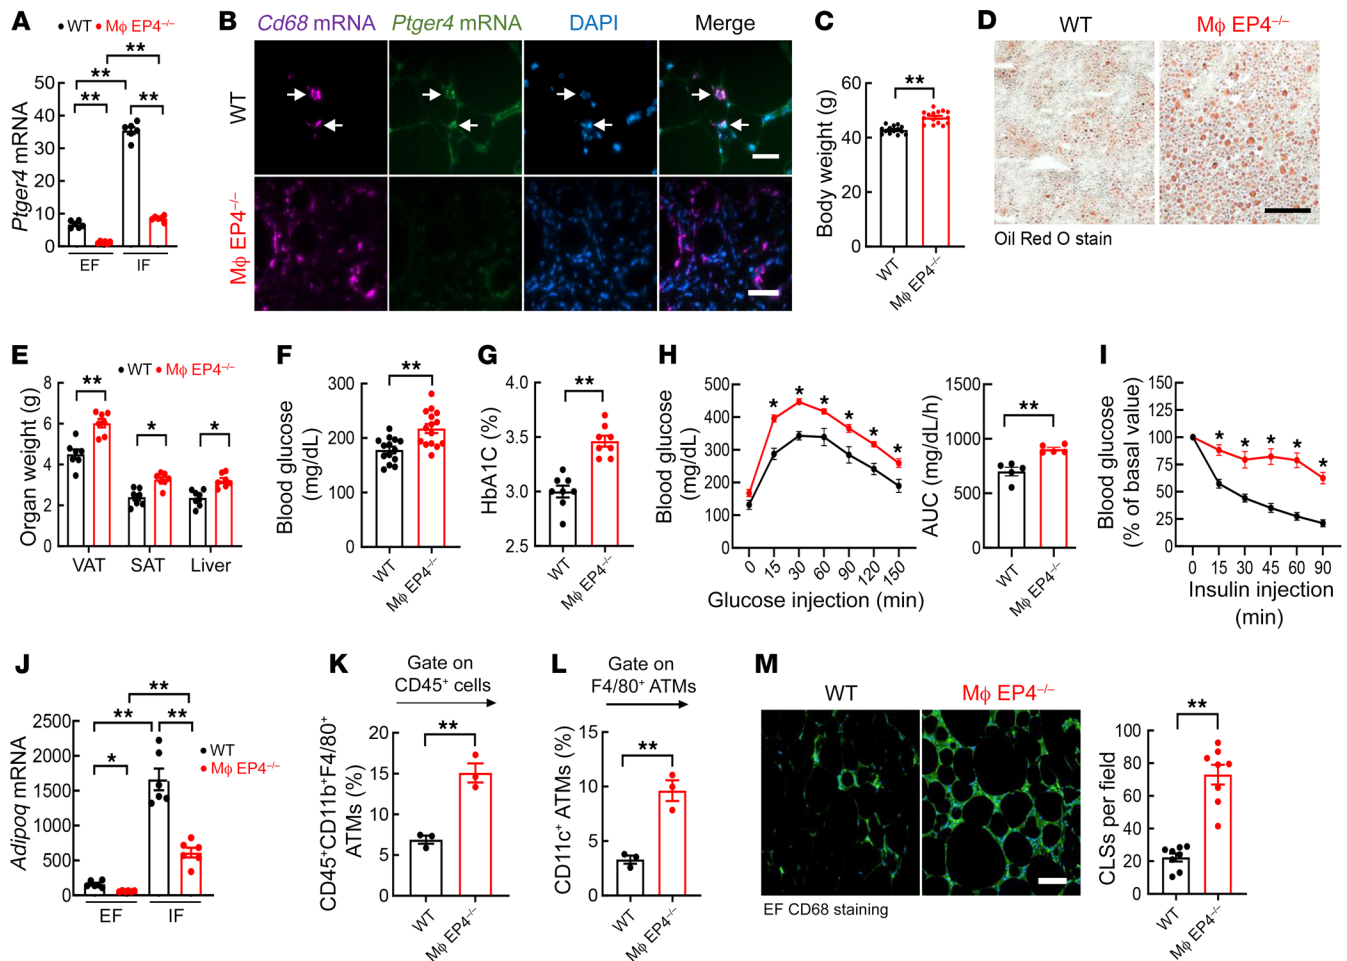 A
WT Mφ EP4⁻/⁻
**
**
** **
Ptger4 mRNA
50
40
30
20
10
0
EF IF
B
Cd68 mRNA Ptger4 mRNA DAPI Merge
WT
Mφ EP4⁻/⁻
C
**
Body weight (g)
60
40
20
0
WT
Mφ EP4⁻/⁻
D
WT Mφ EP4⁻/⁻
Oil Red O stain
E
WT Mφ EP4⁻/⁻
** * *
Organ weight (g)
8
6
4
2
0
VAT SAT Liver
F
**
Blood glucose
(mg/dL)
300
200
100
0
WT
Mφ EP4⁻/⁻
G
**
HbA1C (%)
4.0
3.5
3.0
2.5
WT
Mφ EP4⁻/⁻
H
Blood glucose
(mg/dL)
500
400
300
200
100
0
* * * * * *
0 15 30 60 90 120 150
Glucose injection (min)
AUC (mg/dL/h)
1500
1000
500
0
**
WT
Mφ EP4⁻/⁻
I
Blood glucose
(% of basal value)
150
125
100
75
50
25
0
* * * * *
0 15 30 45 60 90
Insulin injection
(min)
J
**
** **
*
Adipoq mRNA
2500
2000
1500
1000
500
0
WT
Mφ EP4⁻/⁻
EF IF
K
Gate on
CD45⁺ cells
CD45⁺CD11b⁺F4/80⁺
ATMs (%)
20
15
10
5
0
**
WT
Mφ EP4⁻/⁻
L
Gate on
F4/80⁺ ATMs
CD11c⁺ ATMs (%)
15
10
5
0
**
WT
Mφ EP4⁻/⁻
M
WT Mφ EP4⁻/⁻
EF CD68 staining
CLSs per field
100
80
60
40
20
0
**
WT
Mφ EP4⁻/⁻